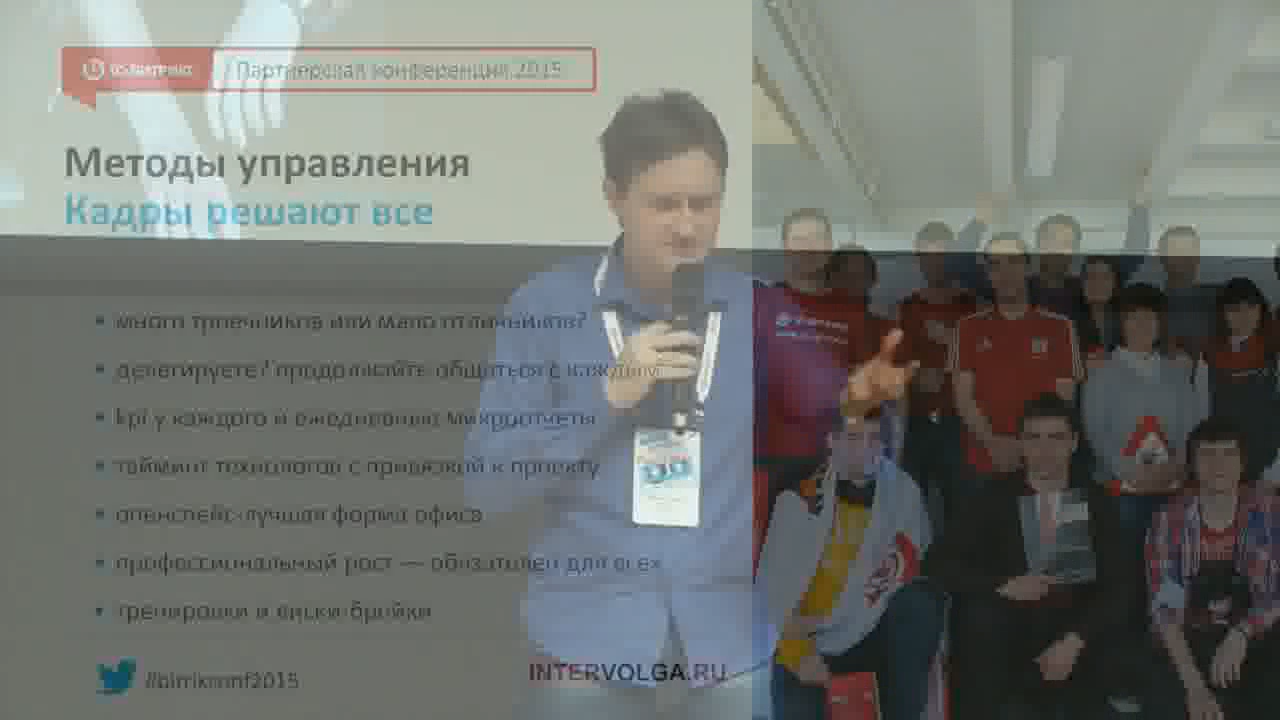 Партнерская конференция 2015
Методы управления
Кадры решают все
много троечников или мало отличников?
делегируете? продолжайте общаться с каждым
kpi у каждого и ежедневные микроотчеты
тайминг технологов с привязкой к проекту
опенспейс-лучшая форма офиса
профессиональный рост — обязателен для всех
тренировки и виски-брейки
#bitrixconf2015
INTERVOLGA.RU